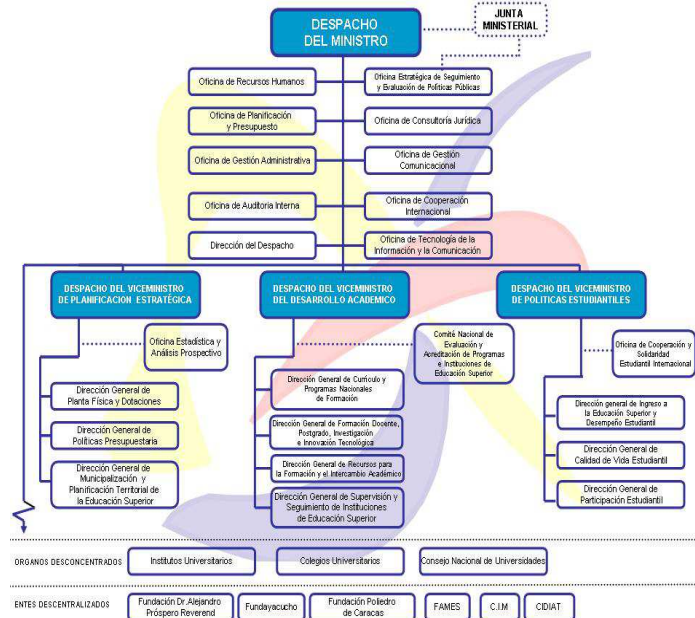 DESPACHO
DEL MINISTRO
JUNTA
MINISTERIAL
Oficina de Recursos Humanos
Oficina Estratégica de Seguimiento
y Evaluación de Políticas Públicas
Oficina de Planificación
y Presupuesto
Oficina de Consultoría Jurídica
Oficina de Gestión Administrativa
Oficina de Gestión
Comunicacional
Oficina de Auditoria Interna
Oficina de Cooperación
Internacional
Dirección del Despacho
Oficina de Tecnología de la
Información y la Comunicación
DESPACHO DEL VICEMINISTRO
DE PLANIFICACION ESTRATÉGICA
DESPACHO DEL VICEMINISTRO
DEL DESARROLLO ACADEMICO
DESPACHO DEL VICEMINISTRO
DE POLITICAS ESTUDIANTILES
Oficina Estadística y
Análisis Prospectivo
Comité Nacional de
Evaluación y
Acreditación de Programas
e Instituciones de
Educación Superior
Oficina de Cooperación y
Solidaridad
Estudiantil Internacional
Dirección General de
Planta Física y Dotaciones
Dirección General de
Políticas Presupuestaria
Dirección General de
Municipalización y
Planificación Territorial de
la Educación Superior
Dirección General de Currículo y
Programas Nacionales
de Formación
Dirección General de Formación Docente,
Postgrado, Investigación
e Innovación Tecnológica
Dirección General de Recursos para
la Formación y el Intercambio Académico
Dirección General de Supervisión y
Seguimiento de Instituciones
de Educación Superior
Dirección general de Ingreso a
la Educación Superior y
Desempeño Estudiantil
Dirección General de
Calidad de Vida Estudiantil
Dirección General de
Participación Estudiantil
ORGANOS DESCONCENTRADOS
Institutos Universitarios
Colegios Universitarios
Consejo Nacional de Universidades
ENTES DESCENTRALIZADOS
Fundación Dr.Alejandro
Próspero Reverend
Fundayacucho
Fundación Poliedro
de Caracas
FAMES
C.I.M
CIDIAT